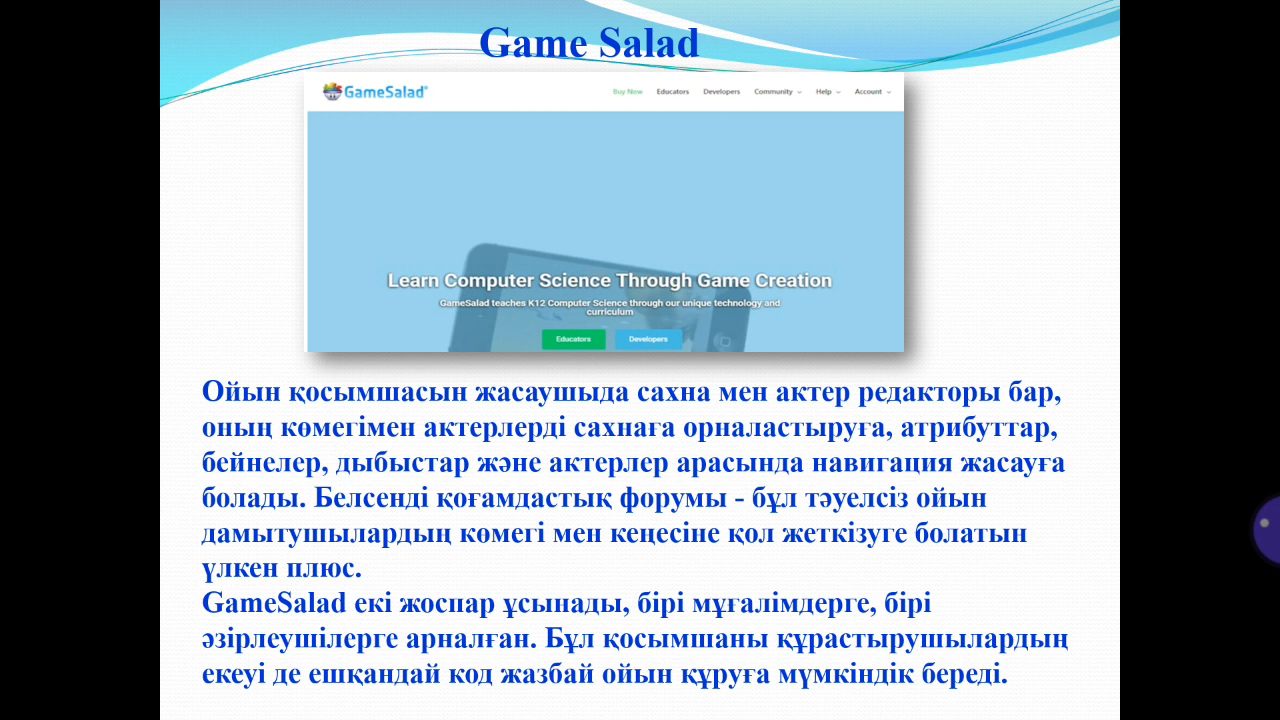 Game Salad
GameSalad®
Buy Now Educators Developers Community Help Account
Learn Computer Science Through Game Creation
GameSalad teaches K12 Computer Science through our unique technology and
curriculum
Educators Developers
Ойын қосымшасын жасаушыда сахна мен актер редакторы бар,
оның көмегімен актерлерді сахнаға орналастыруға, атрибуттар,
бейнелер, дыбыстар және актерлер арасында навигация жасауға
болады. Белсенді қоғамдастық форумы - бұл тәуелсіз ойын
дамытушылардың көмегі мен кеңесіне қол жеткізуге болатын
үлкен плюс.
GameSalad екі жоспар ұсынады, бірі мұғалімдерге, бірі
әзірлеушілерге арналған. Бұл қосымшаны құрастырушылардың
екеуі де ешқандай код жазбай ойын құруға мүмкіндік береді.